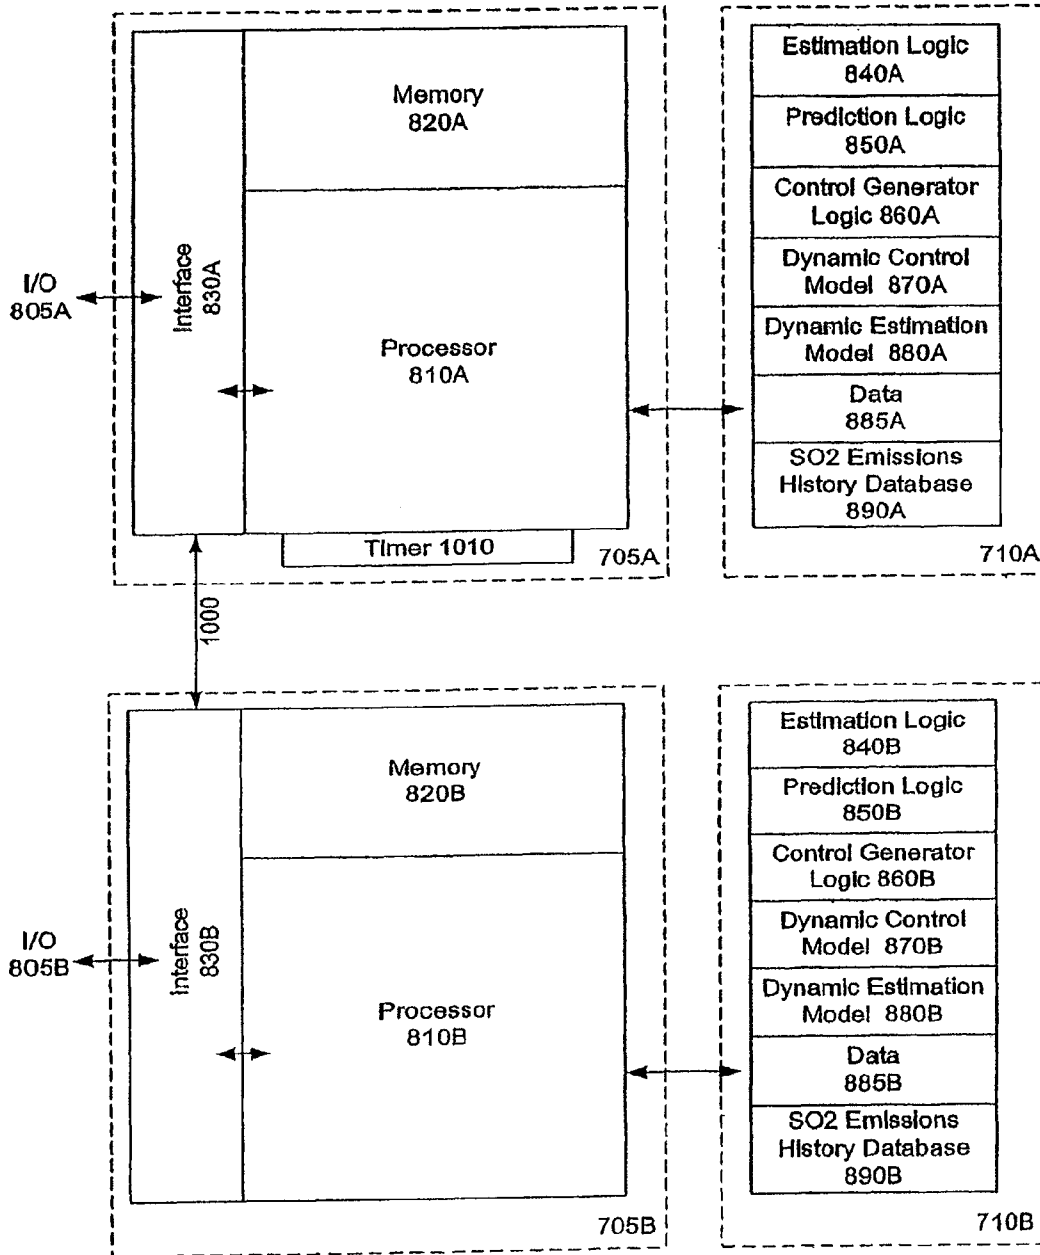 Memory
820A
Processor
810A
Interface
830A
I/O
805A
Timer 1010
705A
Estimation Logic
840A
Prediction Logic
850A
Control Generator
Logic 860A
Dynamic Control
Model 870A
Dynamic Estimation
Model 880A
Data
885A
SO2 Emissions
History Database
890A
710A
1000
Memory
820B
Processor
810B
Interface
830B
I/O
805B
705B
Estimation Logic
840B
Prediction Logic
850B
Control Generator
Logic 860B
Dynamic Control
Model 870B
Dynamic Estimation
Model 880B
Data
885B
SO2 Emissions
History Database
890B
710B